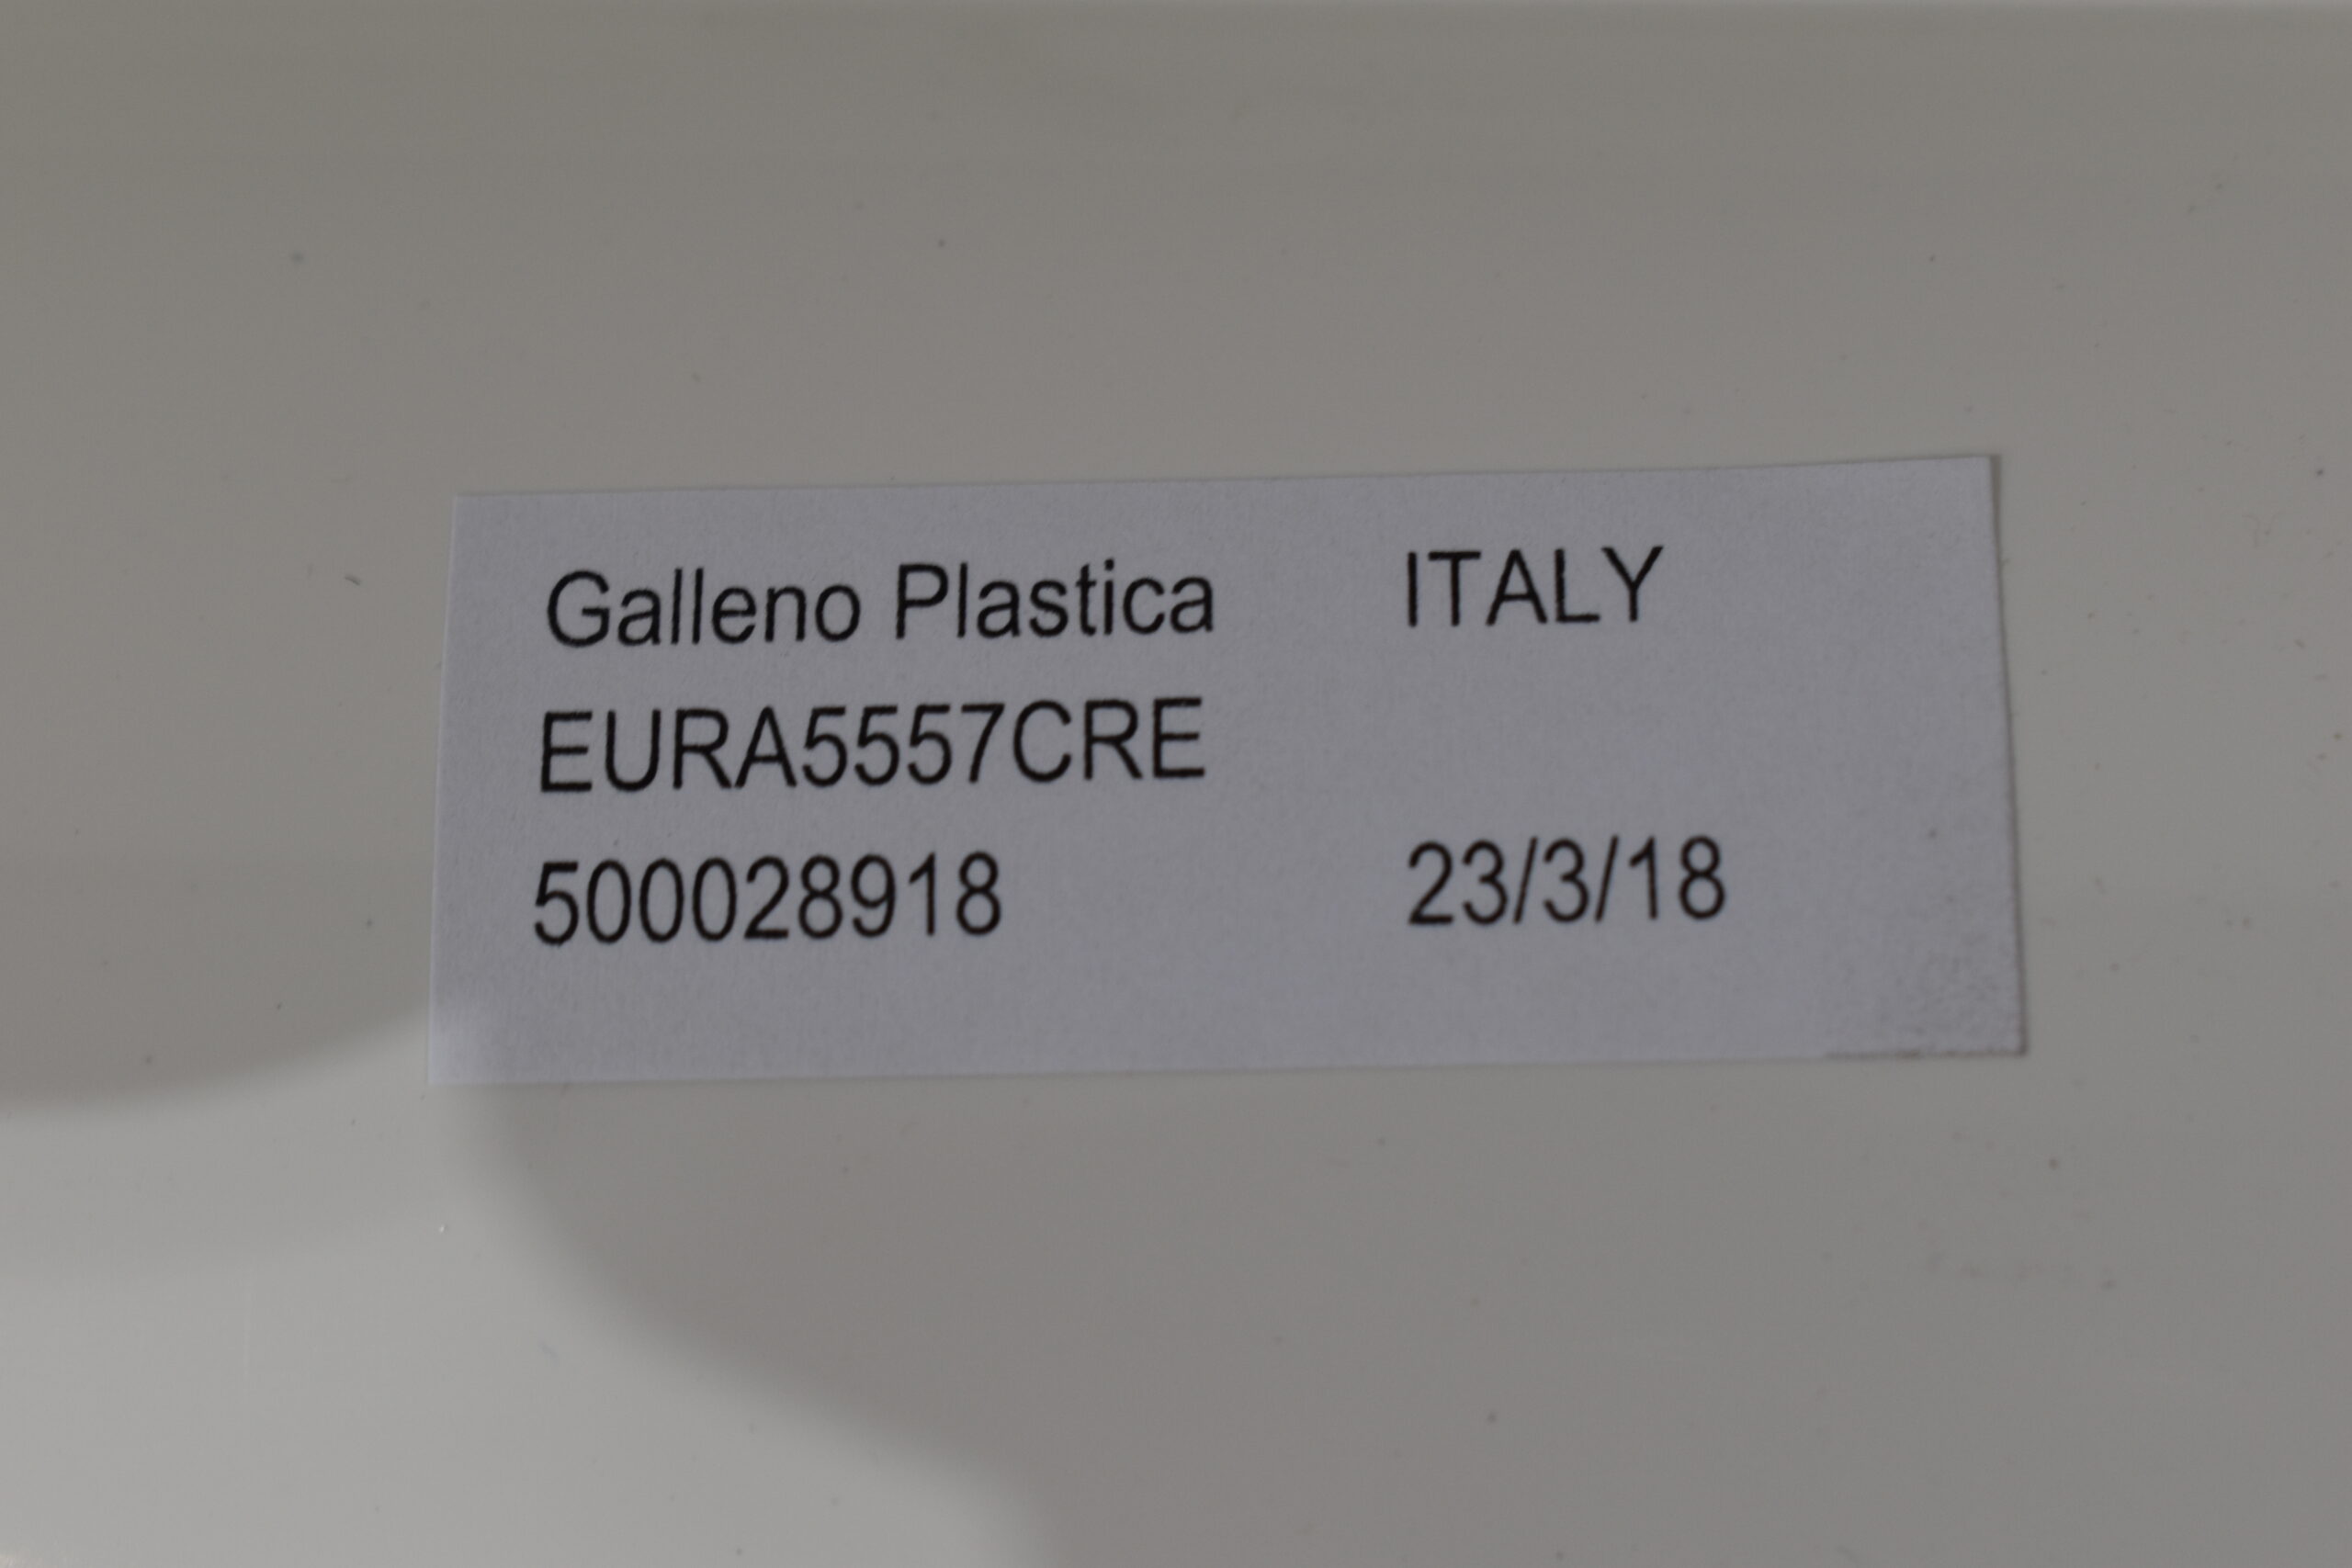 Galleno Plastica ITALY
EURA5557CRE
500028918 23/3/18